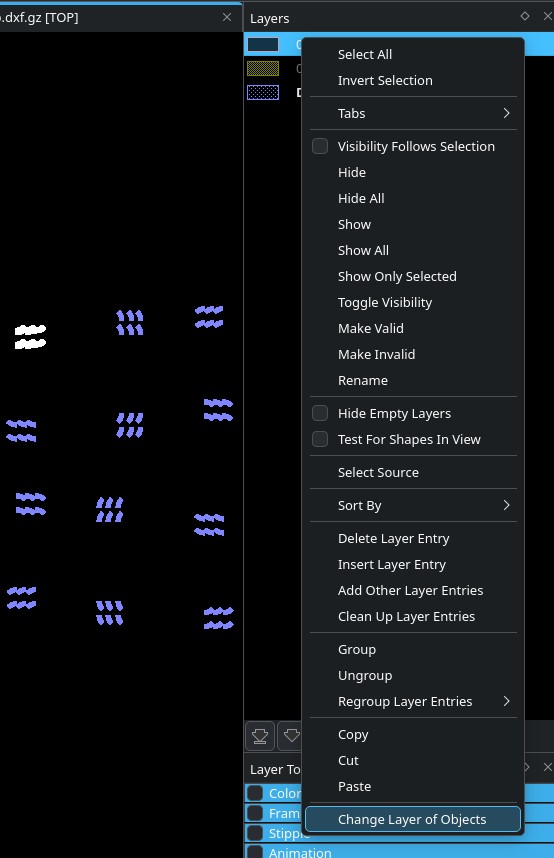 .dxf.gz [TOP]
Layers
Select All
Invert Selection
Tabs
Visibility Follows Selection
Hide
Hide All
Show
Show All
Show Only Selected
Toggle Visibility
Make Valid
Make Invalid
Rename
Hide Empty Layers
Test For Shapes In View
Select Source
Sort By
Delete Layer Entry
Insert Layer Entry
Add Other Layer Entries
Clean Up Layer Entries
Group
Ungroup
Regroup Layer Entries
Copy
Cut
Paste
Change Layer of Objects
Layer To
Color
Fram
Stipple
Animation